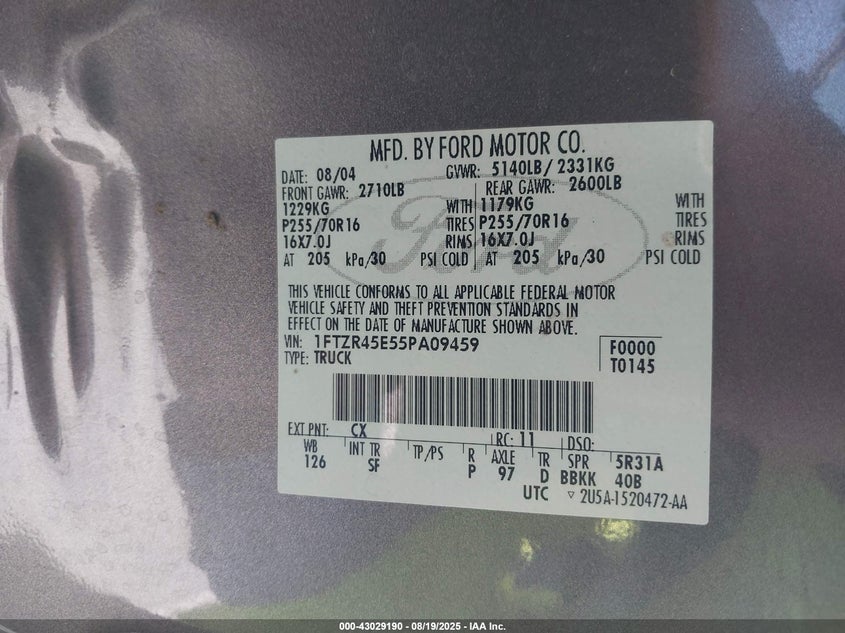 MFD. BY FORD MOTOR CO.
DATE: 08/04 GVWR: 5140LB/ 2331KG
FRONT GAWR: 2710LB REAR GAWR: 2600LB
1229KG WITH 1179KG WITH
P255/70R16 TIRES P255/70R16 TIRES
16X7.0J RIMS 16X7.0J RIMS
AT 205 kPa/30 PSI COLD AT 205 kPa/30 PSI COLD
Ford
THIS VEHICLE CONFORMS TO ALL APPLICABLE FEDERAL MOTOR
VEHICLE SAFETY AND THEFT PREVENTION STANDARDS IN
EFFECT ON THE DATE OF MANUFACTURE SHOWN ABOVE.
VIN: 1FTZR45E55PA09459 F0000
TYPE: TRUCK T0145
EXT PNT: CX RC: 11 DSO:
WB INT TR TP/PS R AXLE TR SPR 5R31A
126 SF P 97 D BBKK 40B
UTC ▽ 2U5A-1520472-AA
000-43029190 - 08/19/2025 - IAA Inc.